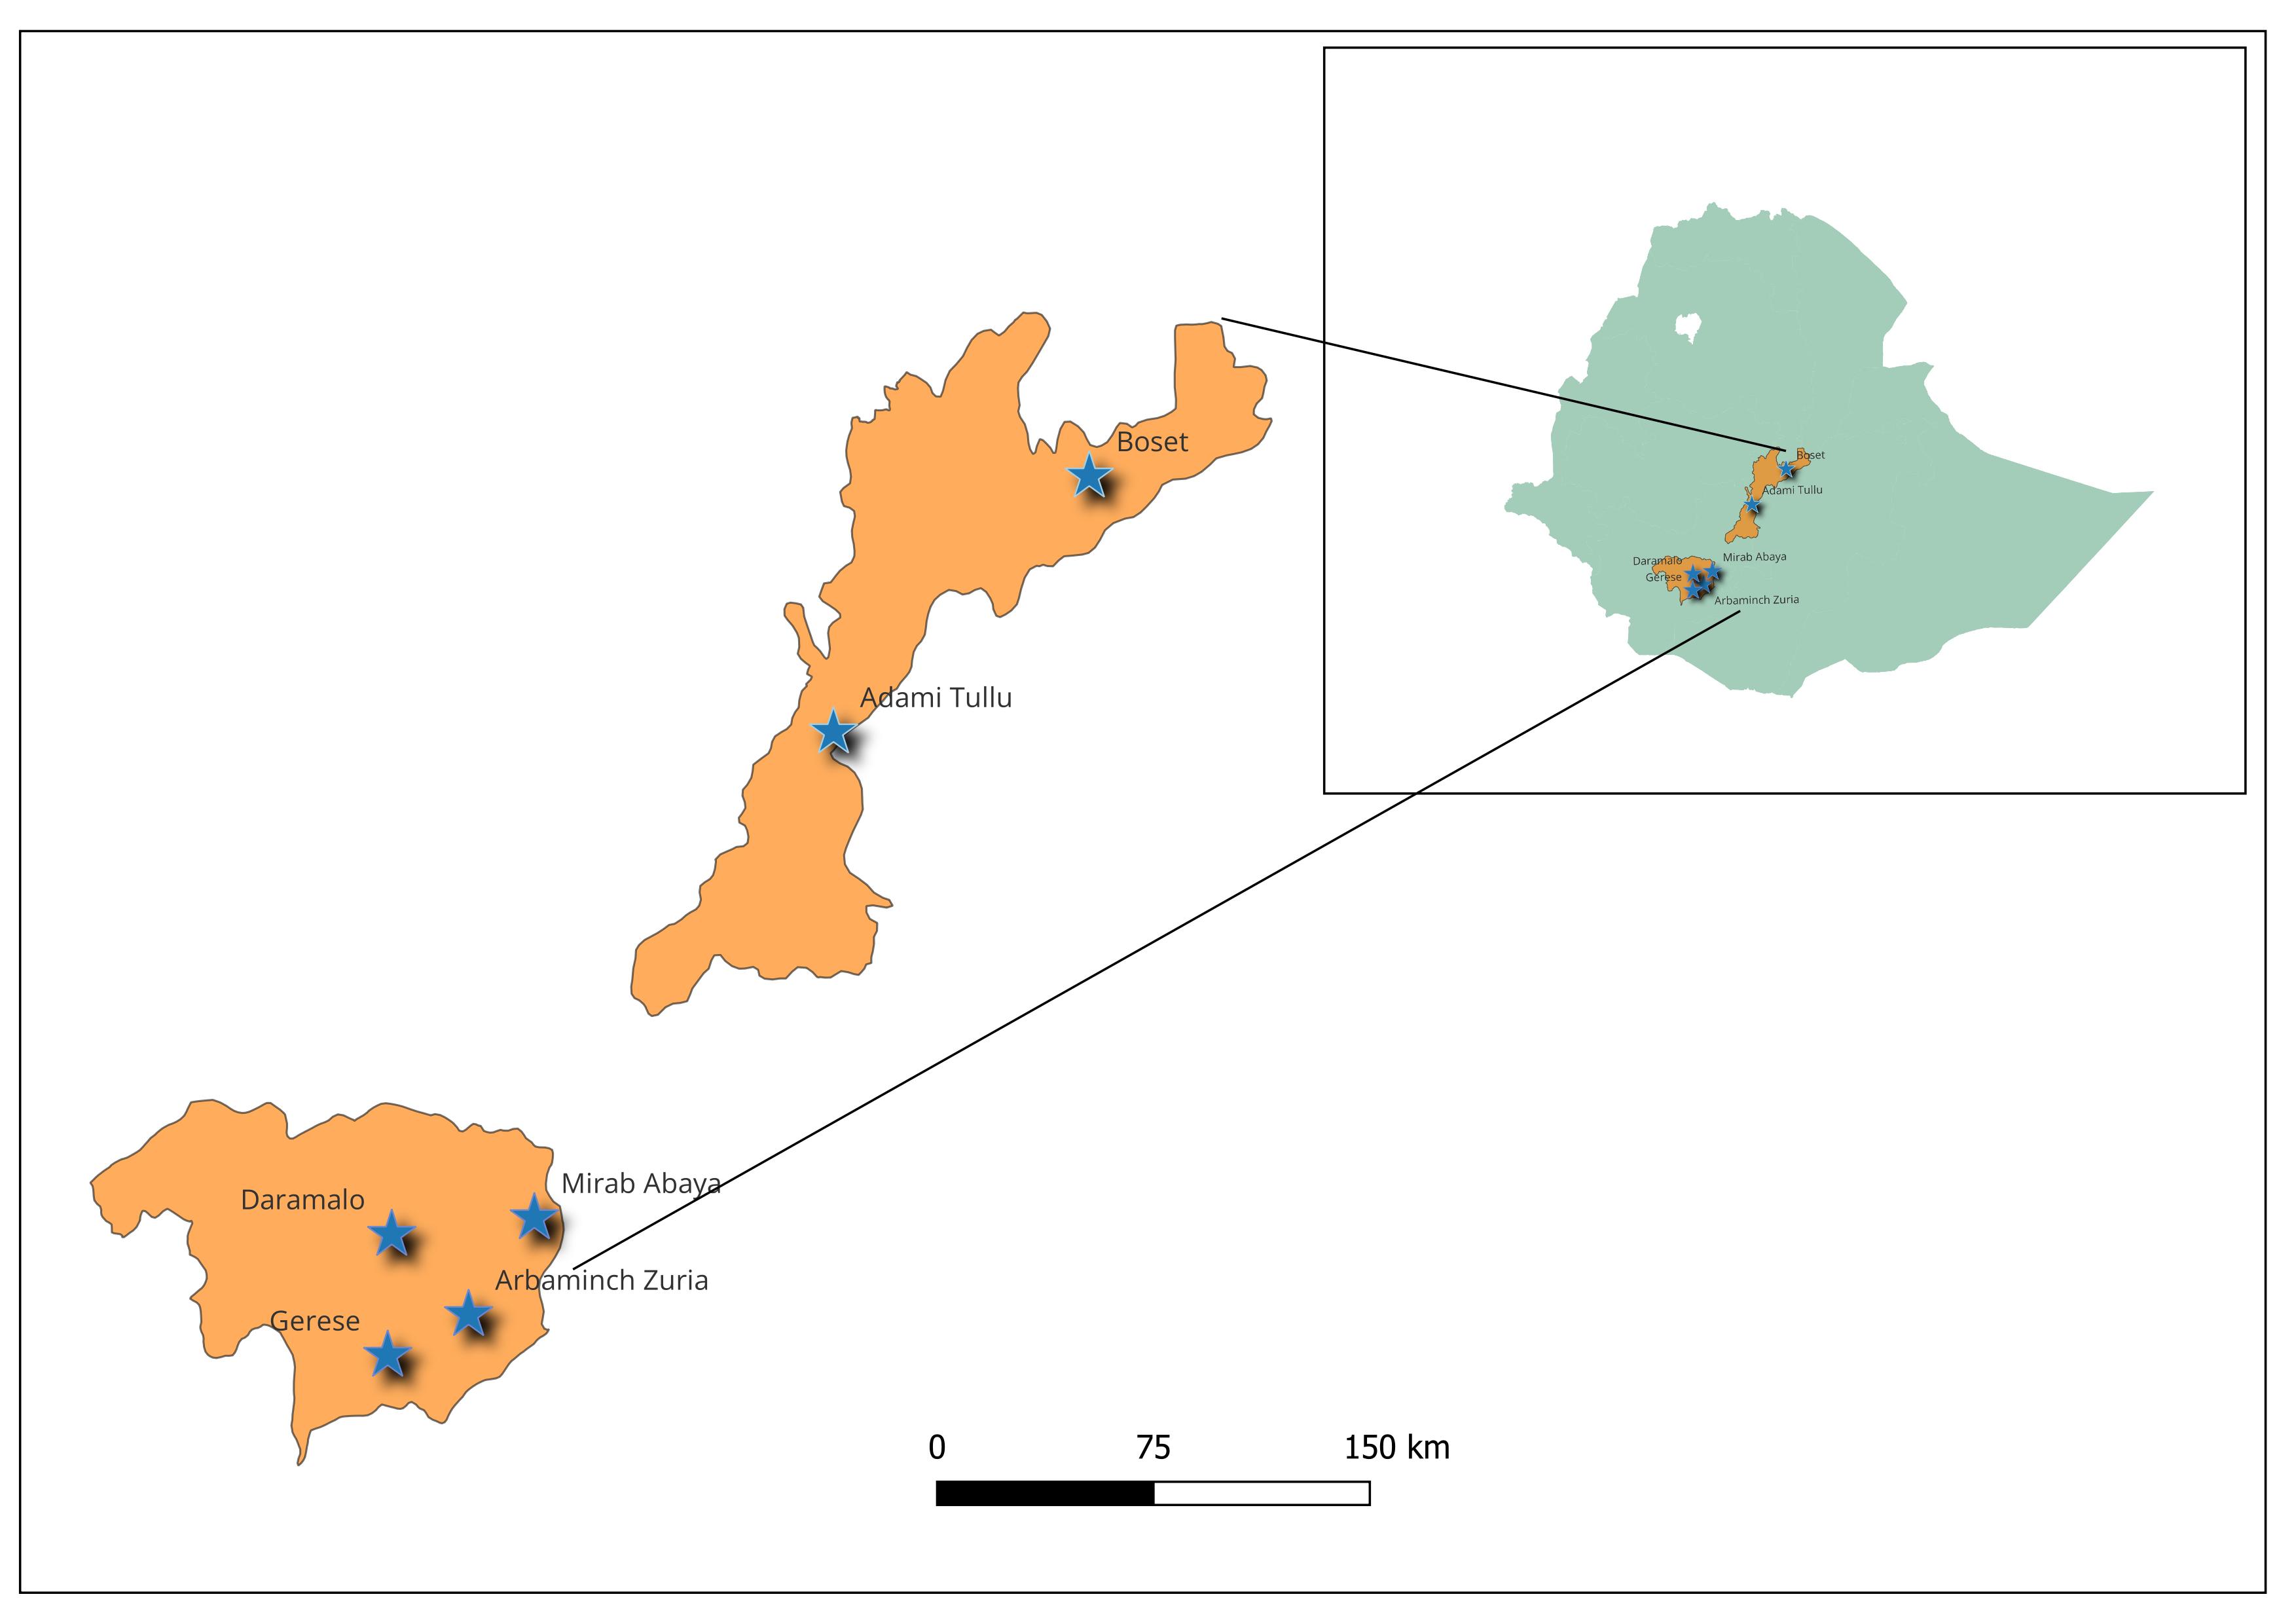 Boset
Adami Tullu
Daramalo
Mirab Abaya
Gerese
Arbaminch Zuria
Boset
Adami Tullu
Mirab Abaya
Daramalo
Arbaminch Zuria
Gerese
0 75 150 km